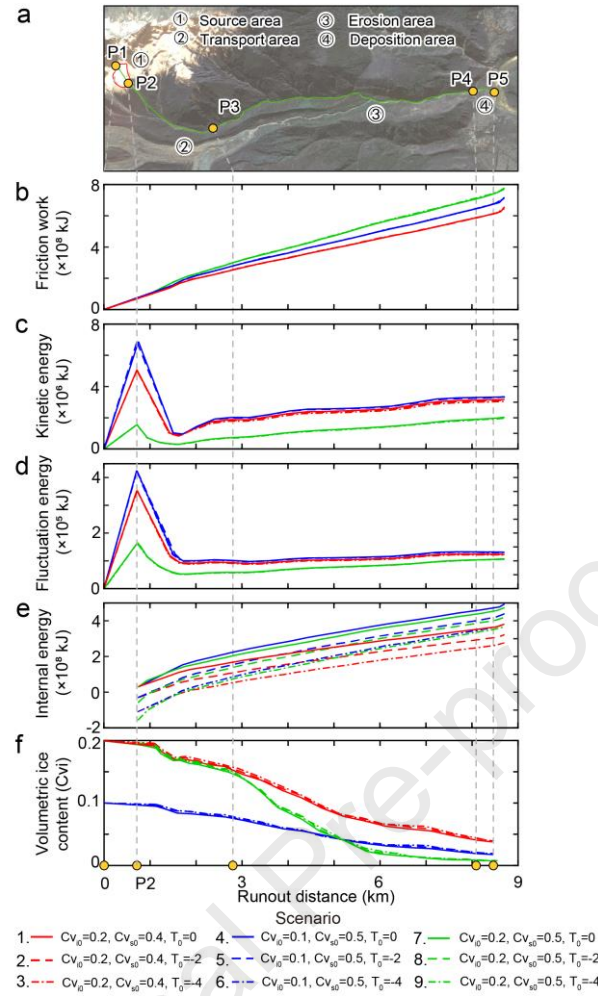 a
① Source area ③ Erosion area
② Transport area ④ Deposition area
P1 ①
P2
P3
②
③
P4 P5
④
b
8
4
0
Friction work
(×10⁸ kJ)
c
8
4
0
Kinetic energy
(×10⁶ kJ)
d
4
2
0
Fluctuation energy
(×10⁵ kJ)
e
4
2
0
-2
Internal energy
(×10⁸ kJ)
f
0.2
0.1
0
Volumetric ice
content (Cwi)
0 P2 3 6 9
Runout distance (km)
Scenario
1. Cvi0=0.2, Cvs0=0.4, T0=0 4. Cvi0=0.1, Cvs0=0.5, T0=0 7. Cvi0=0.2, Cvs0=0.5, T0=0
2. Cvi0=0.2, Cvs0=0.4, T0=-2 5. Cvi0=0.1, Cvs0=0.5, T0=-2 8. Cvi0=0.2, Cvs0=0.5, T0=-2
3. Cvi0=0.2, Cvs0=0.4, T0=-4 6. Cvi0=0.1, Cvs0=0.5, T0=-4 9. Cvi0=0.2, Cvs0=0.5, T0=-4